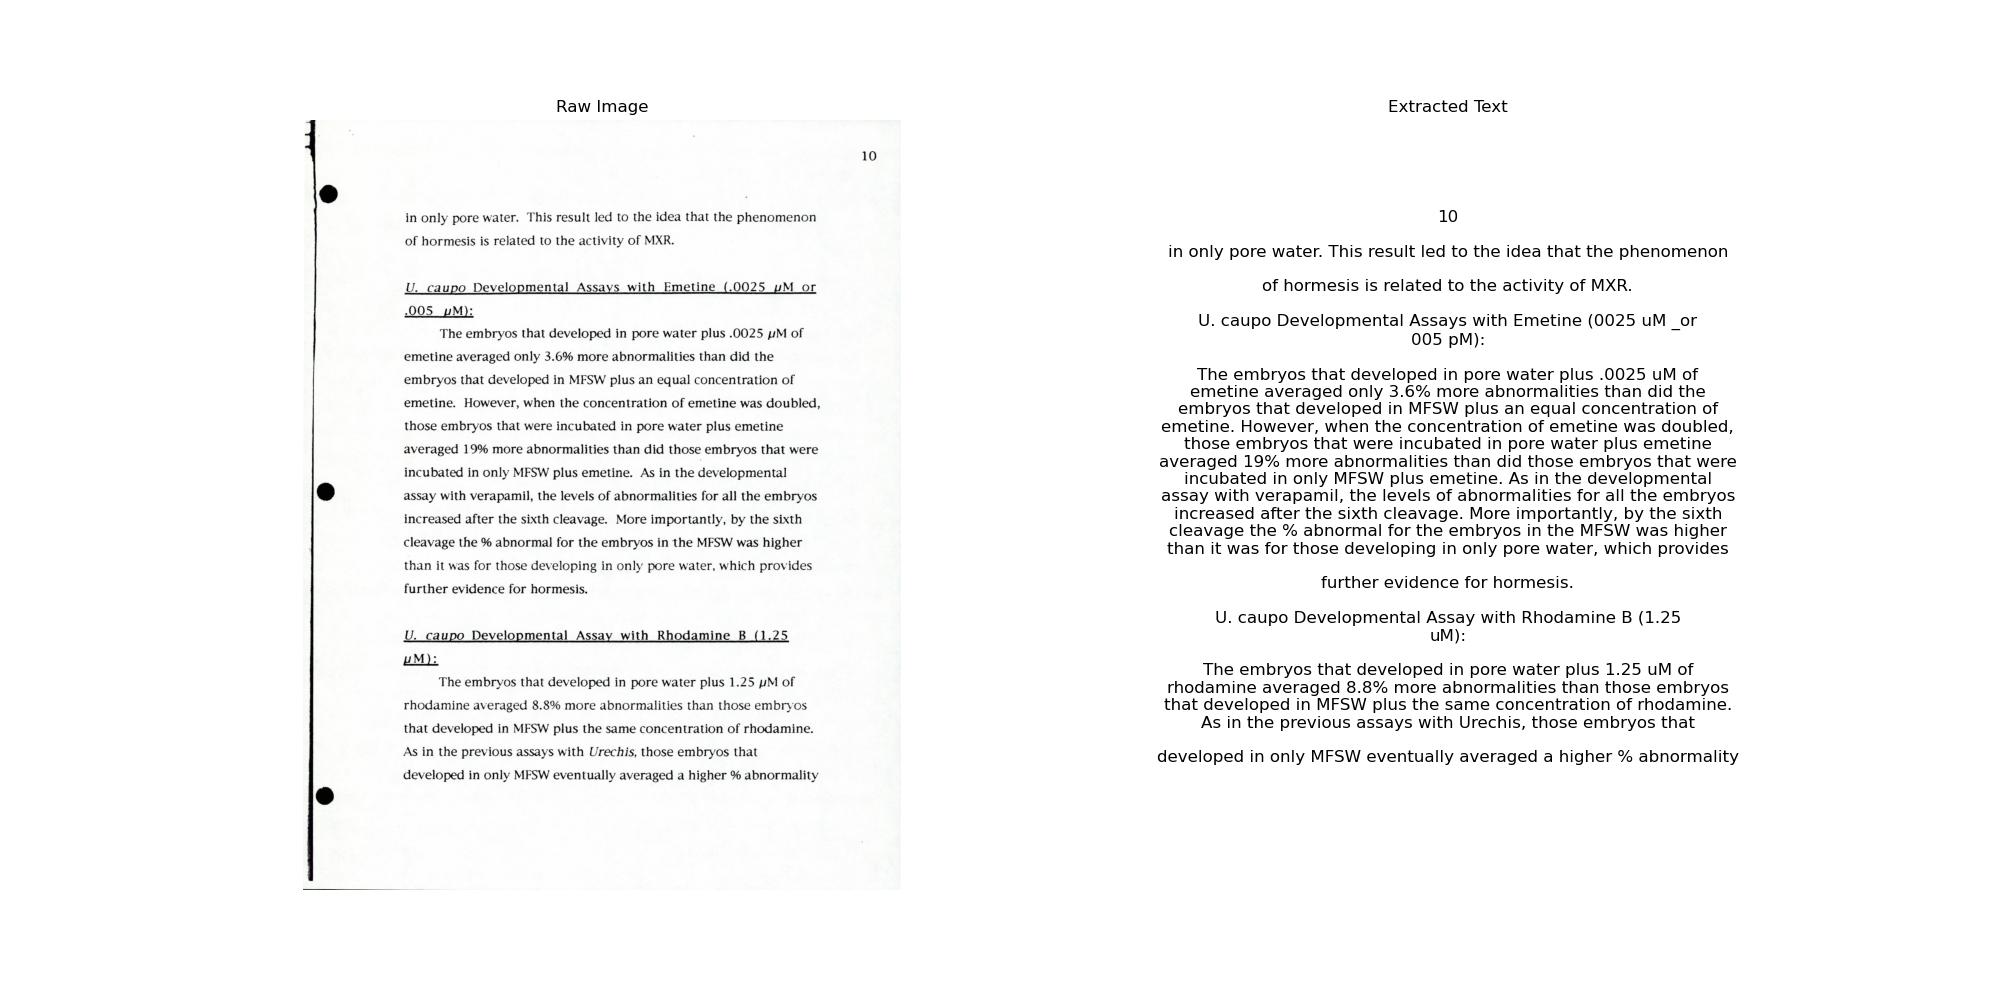 Raw Image
10
in only pore water. This result led to the idea that the phenomenon
of hormesis is related to the activity of MXR.
U. caupo Developmental Assays with Emetine (.0025 μM or
.005 μM):
The embryos that developed in pore water plus .0025 μM of
emetine averaged only 3.6% more abnormalities than did the
embryos that developed in MFSW plus an equal concentration of
emetine. However, when the concentration of emetine was doubled,
those embryos that were incubated in pore water plus emetine
averaged 19% more abnormalities than did those embryos that were
incubated in only MFSW plus emetine. As in the developmental
assay with verapamil, the levels of abnormalities for all the embryos
increased after the sixth cleavage. More importantly, by the sixth
cleavage the % abnormal for the embryos in the MFSW was higher
than it was for those developing in only pore water, which provides
further evidence for hormesis.
U. caupo Developmental Assay with Rhodamine B (1.25
μM):
The embryos that developed in pore water plus 1.25 μM of
rhodamine averaged 8.8% more abnormalities than those embryos
that developed in MFSW plus the same concentration of rhodamine.
As in the previous assays with Urechis, those embryos that
developed in only MFSW eventually averaged a higher % abnormality
Extracted Text
10
in only pore water. This result led to the idea that the phenomenon
of hormesis is related to the activity of MXR.
U. caupo Developmental Assays with Emetine (0025 uM _or
005 pM):
The embryos that developed in pore water plus .0025 uM of
emetine averaged only 3.6% more abnormalities than did the
embryos that developed in MFSW plus an equal concentration of
emetine. However, when the concentration of emetine was doubled,
those embryos that were incubated in pore water plus emetine
averaged 19% more abnormalities than did those embryos that were
incubated in only MFSW plus emetine. As in the developmental
assay with verapamil, the levels of abnormalities for all the embryos
increased after the sixth cleavage. More importantly, by the sixth
cleavage the % abnormal for the embryos in the MFSW was higher
than it was for those developing in only pore water, which provides
further evidence for hormesis.
U. caupo Developmental Assay with Rhodamine B (1.25
uM):
The embryos that developed in pore water plus 1.25 uM of
rhodamine averaged 8.8% more abnormalities than those embryos
that developed in MFSW plus the same concentration of rhodamine.
As in the previous assays with Urechis, those embryos that
developed in only MFSW eventually averaged a higher % abnormality